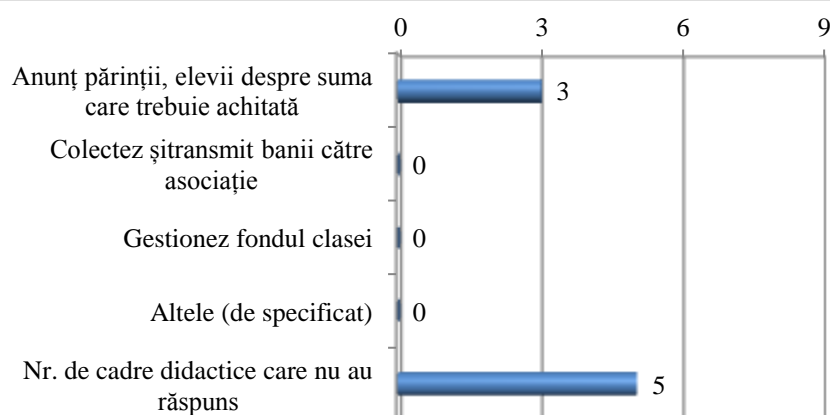 0 3 6 9
Anunț părinții, elevii despre suma
care trebuie achitată
3
Colectez șitransmit banii către
asociație
0
Gestionez fondul clasei
0
Altele (de specificat)
0
Nr. de cadre didactice care nu au
răspuns
5